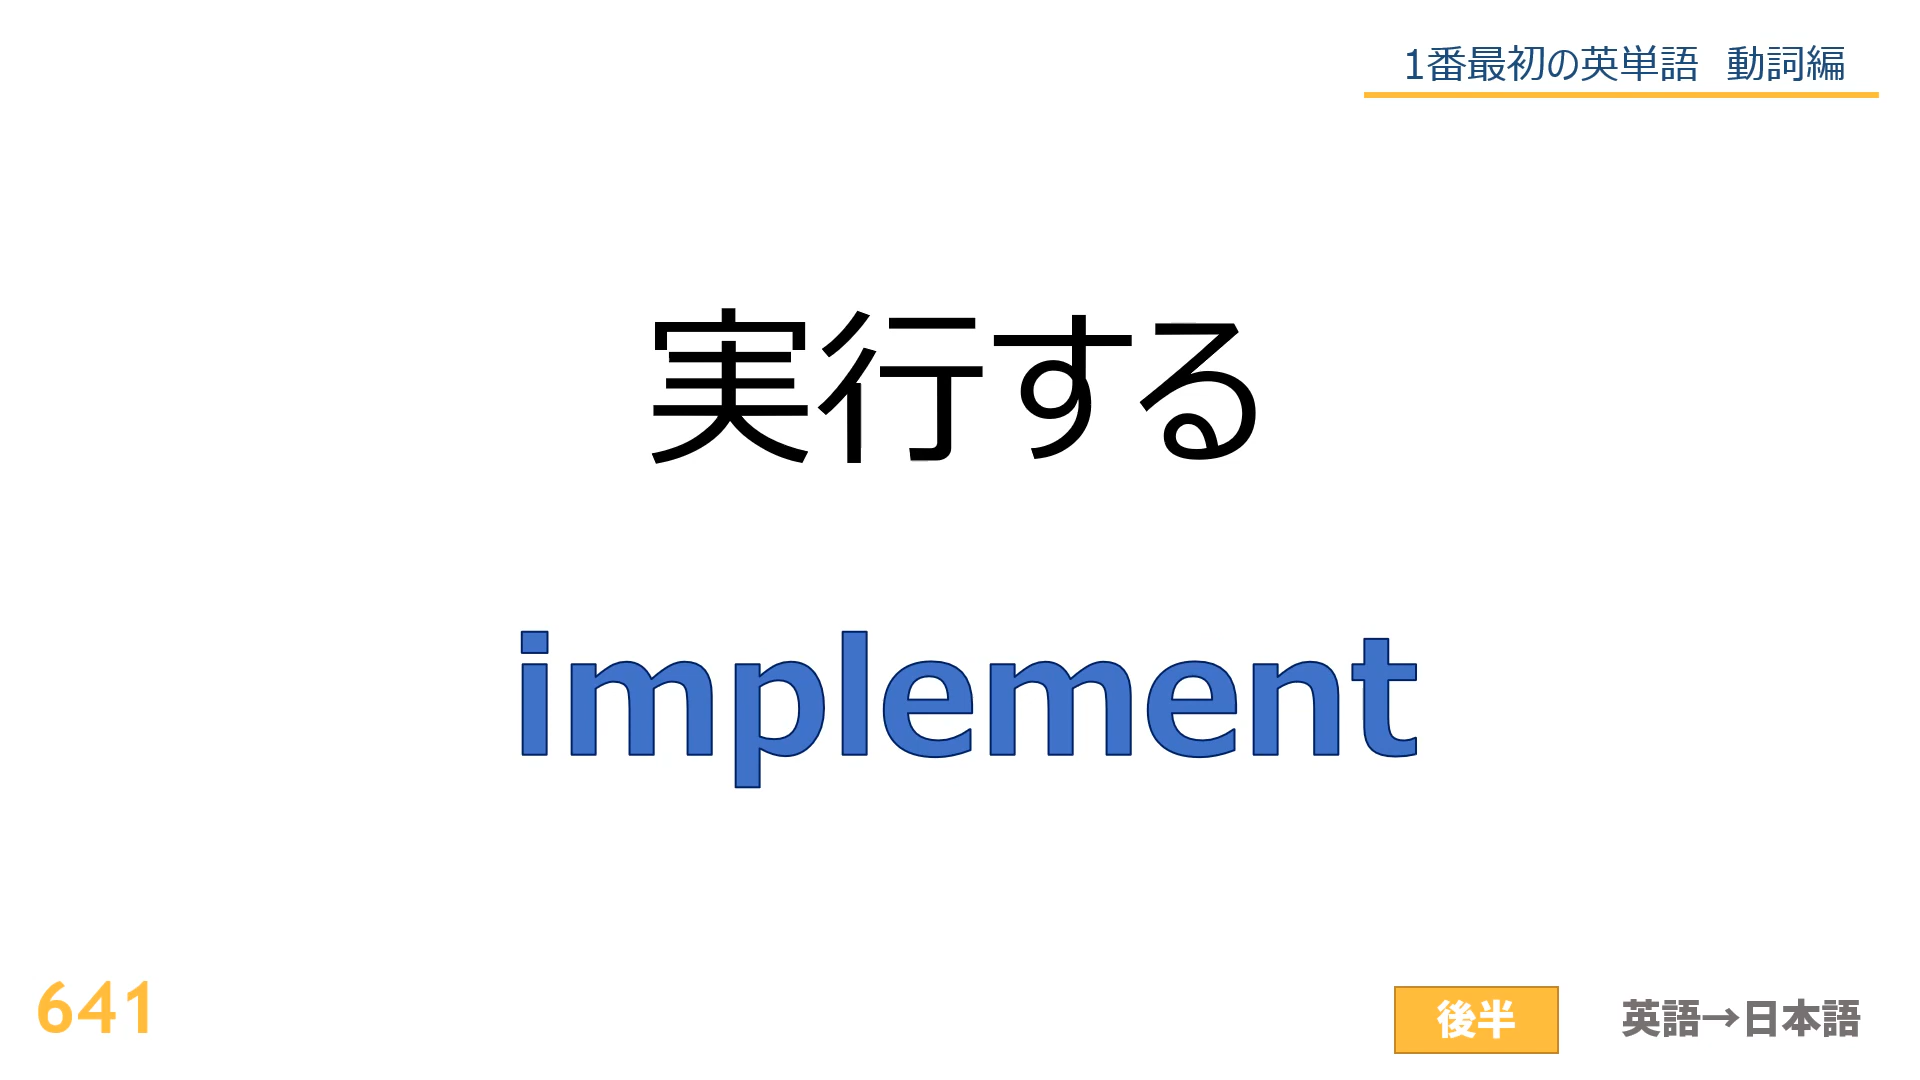 1番最初の英単語　動詞編
実行する
implement
641
後半
英語→日本語